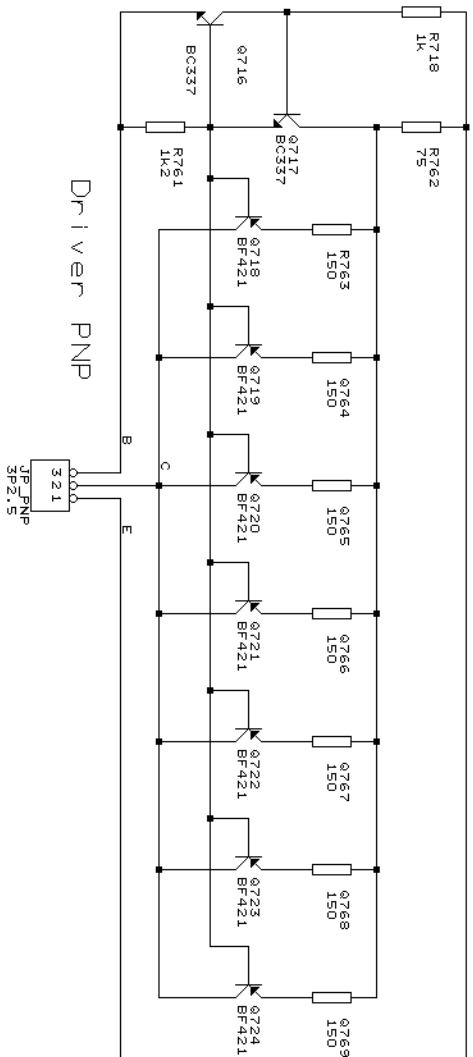 R718
1k
Q716
BC337
Q717
BC337
R762
75
R761
1k2
Driver PNP
Q718
BF421
R763
150
Q719
BF421
Q764
150
Q720
BF421
Q765
150
Q721
BF421
Q766
150
Q722
BF421
Q767
150
Q723
BF421
Q768
150
Q724
BF421
Q769
150
B
C
E
321
JP_PNP
3P2.5